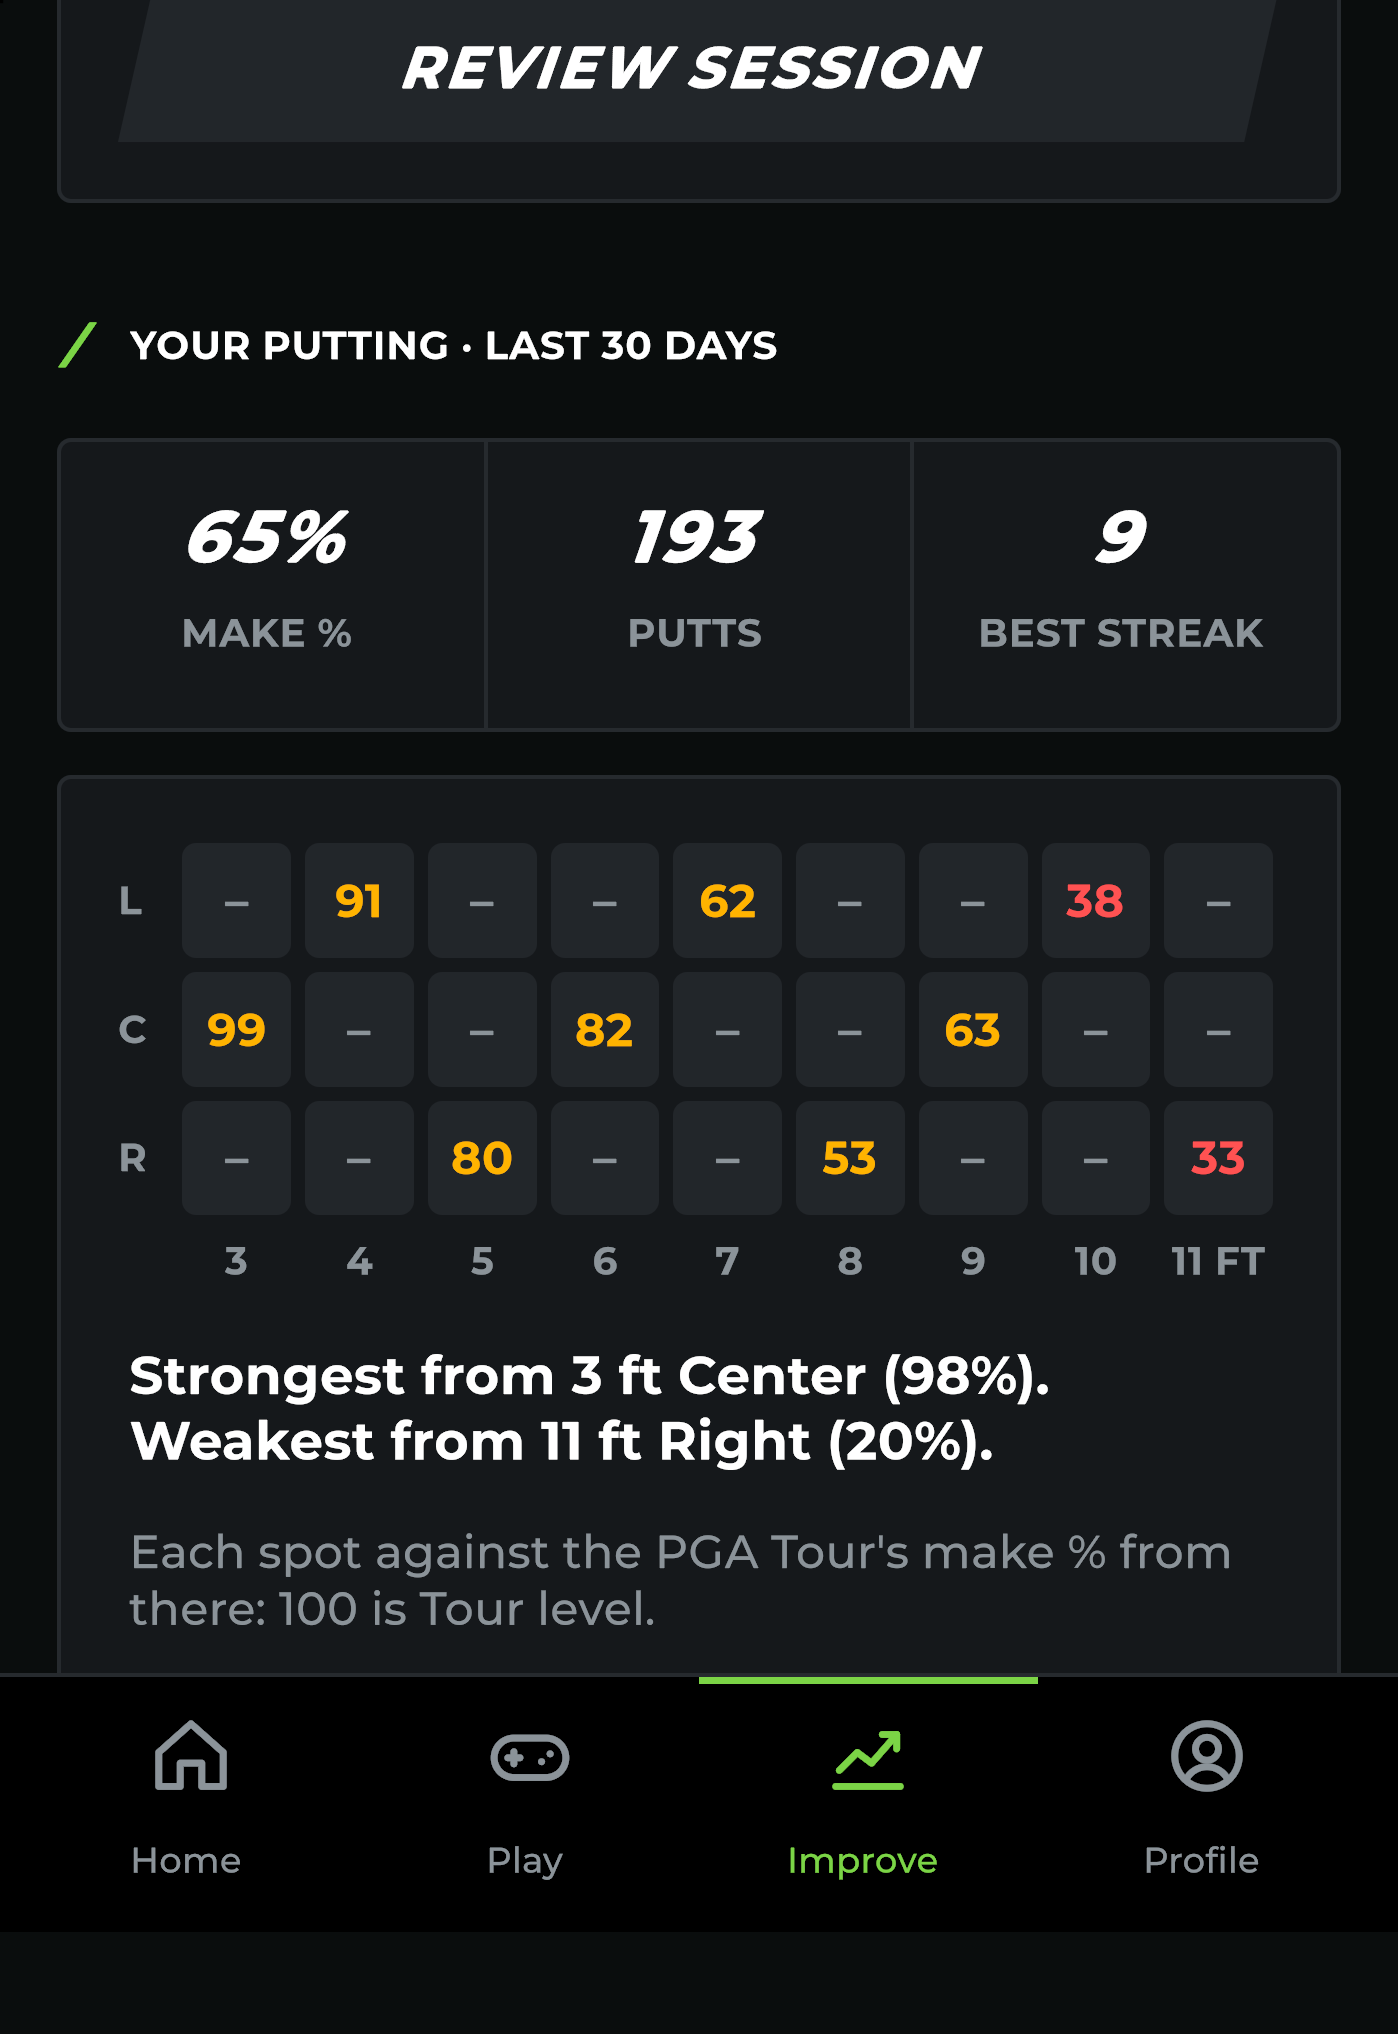 REVIEW SESSION
YOUR PUTTING · LAST 30 DAYS
65% 193 9
MAKE % PUTTS BEST STREAK
L – 91 – – 62 – – 38 –
C 99 – – 82 – – 63 – –
R – – 80 – – 53 – – 33
3 4 5 6 7 8 9 10 11 FT
Strongest from 3 ft Center (98%).
Weakest from 11 ft Right (20%).
Each spot against the PGA Tour's make % from
there: 100 is Tour level.
Home Play Improve Profile